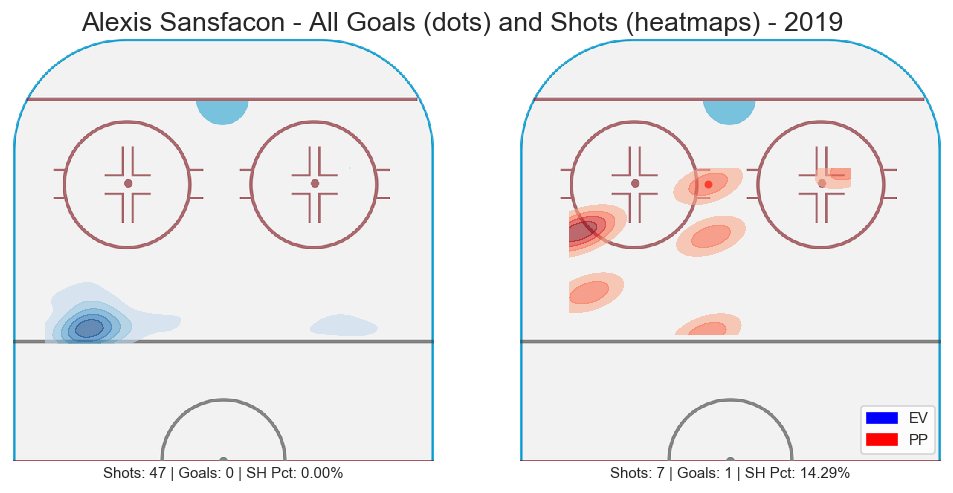 Alexis Sansfacon - All Goals (dots) and Shots (heatmaps) - 2019
EV
PP
Shots: 47 | Goals: 0 | SH Pct: 0.00%
Shots: 7 | Goals: 1 | SH Pct: 14.29%